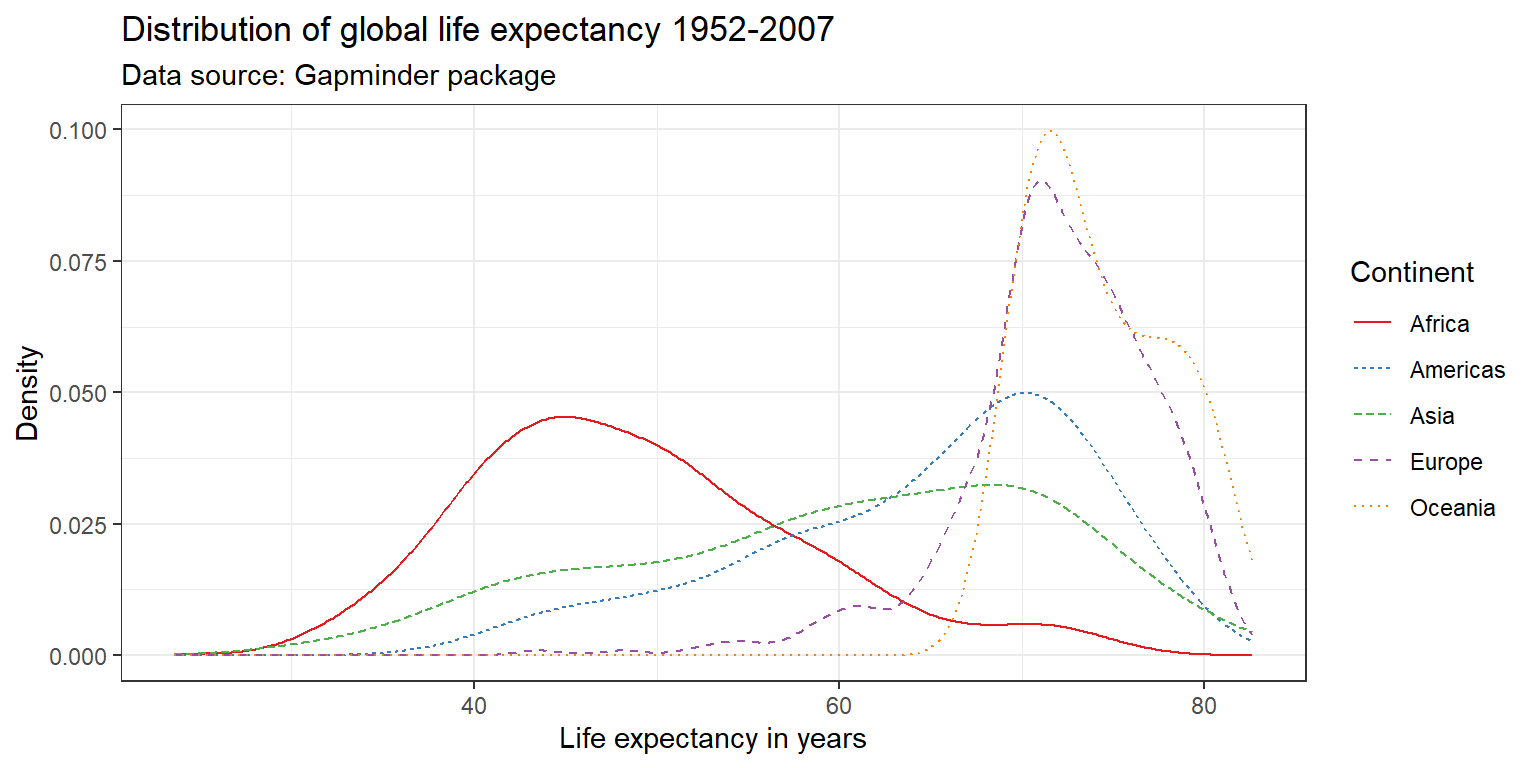 Distribution of global life expectancy 1952-2007
Data source: Gapminder package
0.100
0.075
0.050
0.025
0.000
Density
40 60 80
Life expectancy in years
Continent
Africa
Americas
Asia
Europe
Oceania